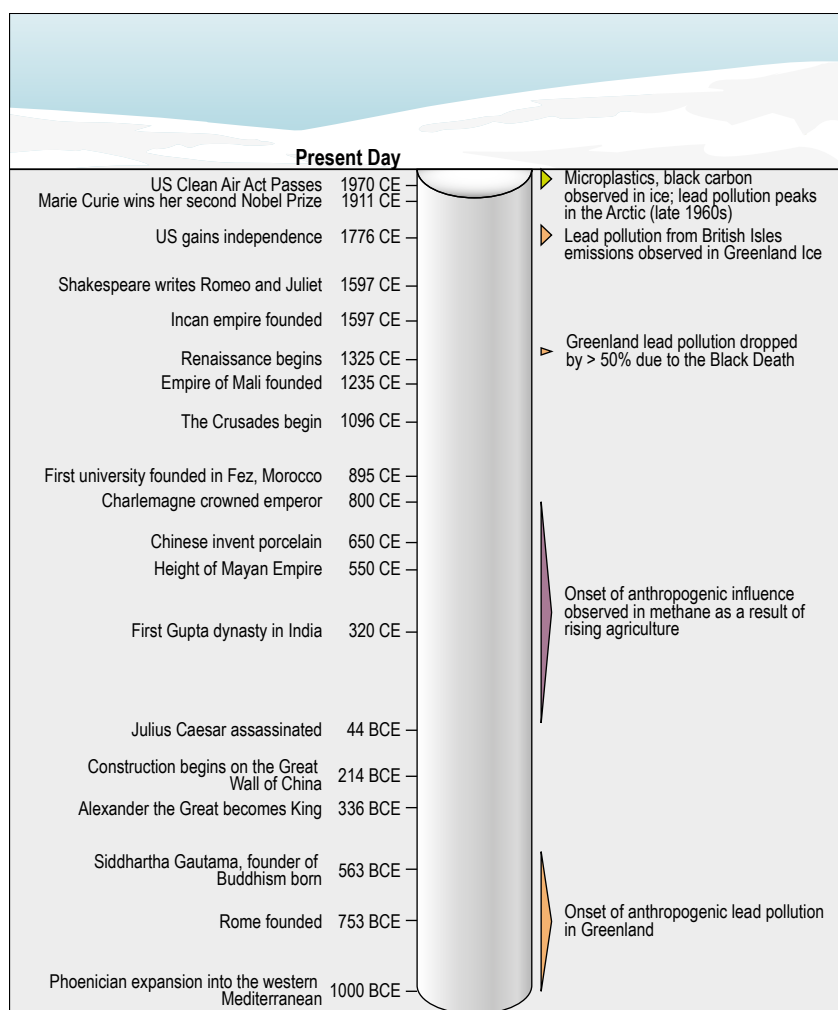 Present Day
US Clean Air Act Passes 1970 CE
Marie Curie wins her second Nobel Prize 1911 CE
US gains independence 1776 CE
Shakespeare writes Romeo and Juliet 1597 CE
Incan empire founded 1597 CE
Renaissance begins 1325 CE
Empire of Mali founded 1235 CE
The Crusades begin 1096 CE
First university founded in Fez, Morocco 895 CE
Charlemagne crowned emperor 800 CE
Chinese invent porcelain 650 CE
Height of Mayan Empire 550 CE
First Gupta dynasty in India 320 CE
Julius Caesar assassinated 44 BCE
Construction begins on the Great
Wall of China 214 BCE
Alexander the Great becomes King 336 BCE
Siddhartha Gautama, founder of
Buddhism born 563 BCE
Rome founded 753 BCE
Phoenician expansion into the western
Mediterranean 1000 BCE
Microplastics, black carbon
observed in ice; lead pollution peaks
in the Arctic (late 1960s)
Lead pollution from British Isles
emissions observed in Greenland Ice
Greenland lead pollution dropped
by > 50% due to the Black Death
Onset of anthropogenic influence
observed in methane as a result of
rising agriculture
Onset of anthropogenic lead pollution
in Greenland